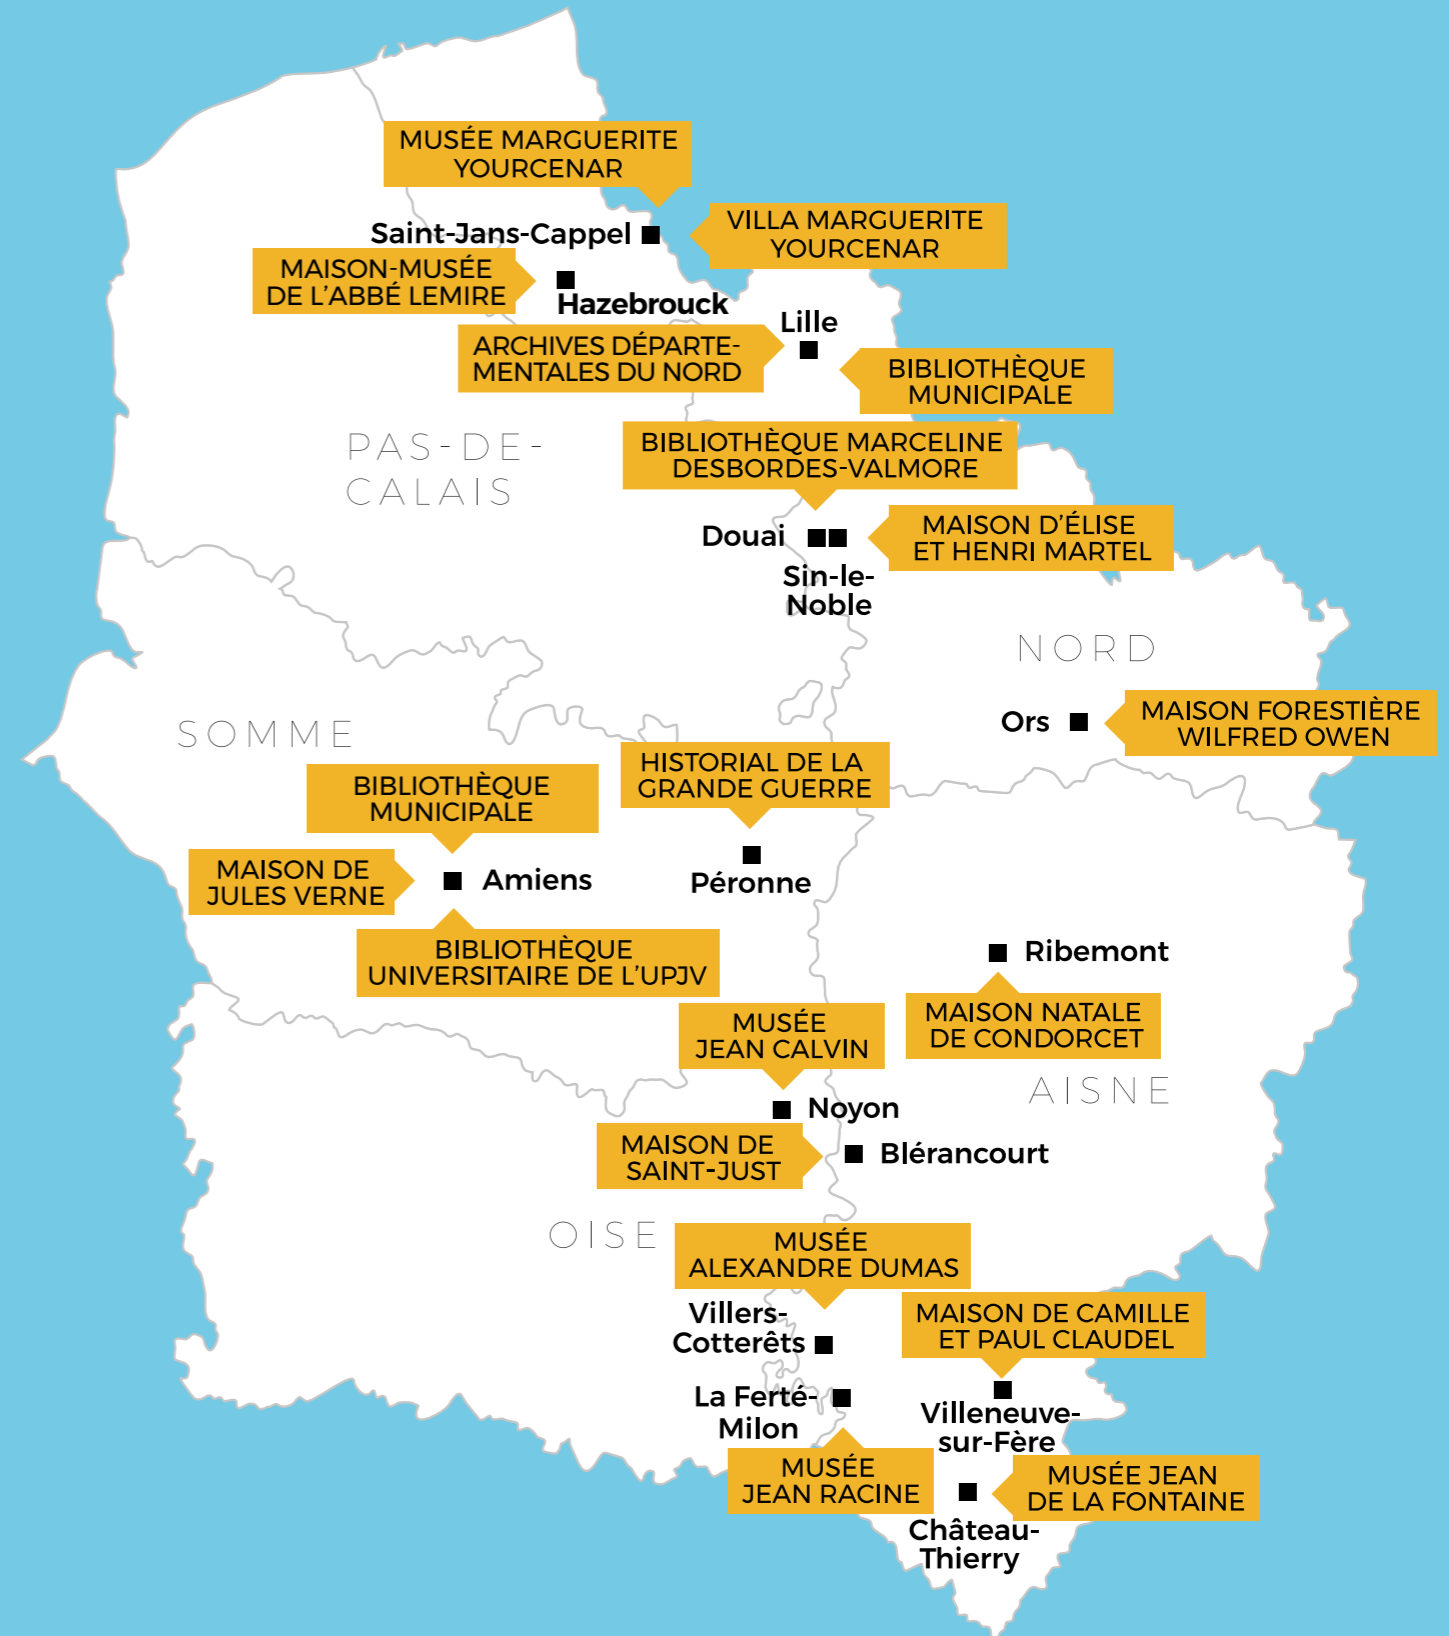 MUSÉE MARGUERITE
YOURCENAR
Saint-Jans-Cappel
VILLA MARGUERITE
YOURCENAR
MAISON-MUSÉE
DE L'ABBÉ LEMIRE
Hazebrouck
Lille
ARCHIVES DÉPARTE-
MENTALES DU NORD
BIBLIOTHÈQUE
MUNICIPALE
PAS-DE-
CALAIS
BIBLIOTHÈQUE MARCELINE
DESBORDES-VALMORE
Douai
MAISON D'ÉLISE
ET HENRI MARTEL
Sin-le-
Noble
NORD
Ors
MAISON FORESTIÈRE
WILFRED OWEN
SOMME
HISTORIAL DE LA
GRANDE GUERRE
BIBLIOTHÈQUE
MUNICIPALE
MAISON DE
JULES VERNE
Amiens
Péronne
BIBLIOTHÈQUE
UNIVERSITAIRE DE L'UPJV
Ribemont
MAISON NATALE
DE CONDORCET
MUSÉE
JEAN CALVIN
AISNE
Noyon
MAISON DE
SAINT-JUST
Blérancourt
OISE
MUSÉE
ALEXANDRE DUMAS
Villers-
Cotterêts
MAISON DE CAMILLE
ET PAUL CLAUDEL
La Ferté-
Milon
Villeneuve-
sur-Fère
MUSÉE
JEAN RACINE
MUSÉE JEAN
DE LA FONTAINE
Château-
Thierry